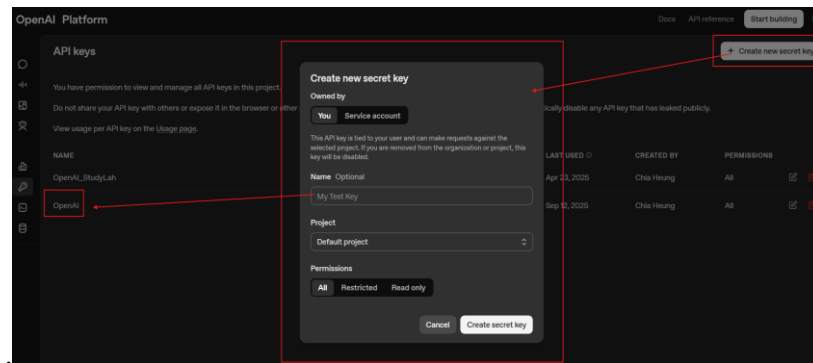 OpenAI Platform
Docs API reference Start building
API keys
+ Create new secret key
You have permission to view and manage all API keys in this project.
Do not share your API key with others or expose it in the browser or other
ically disable any API key that has leaked publicly.
View usage per API key on the Usage page.
NAME LAST USED CREATED BY PERMISSIONS
OpenAI_StudyLah Apr 23, 2025 Chia Heung All
OpenAI Sep 12, 2025 Chia Heung All
Create new secret key
Owned by
You Service account
This API key is tied to your user and can make requests against the
selected project. If you are removed from the organization or project, this
key will be disabled.
Name Optional
My Test Key
Project
Default project
Permissions
All Restricted Read only
Cancel Create secret key